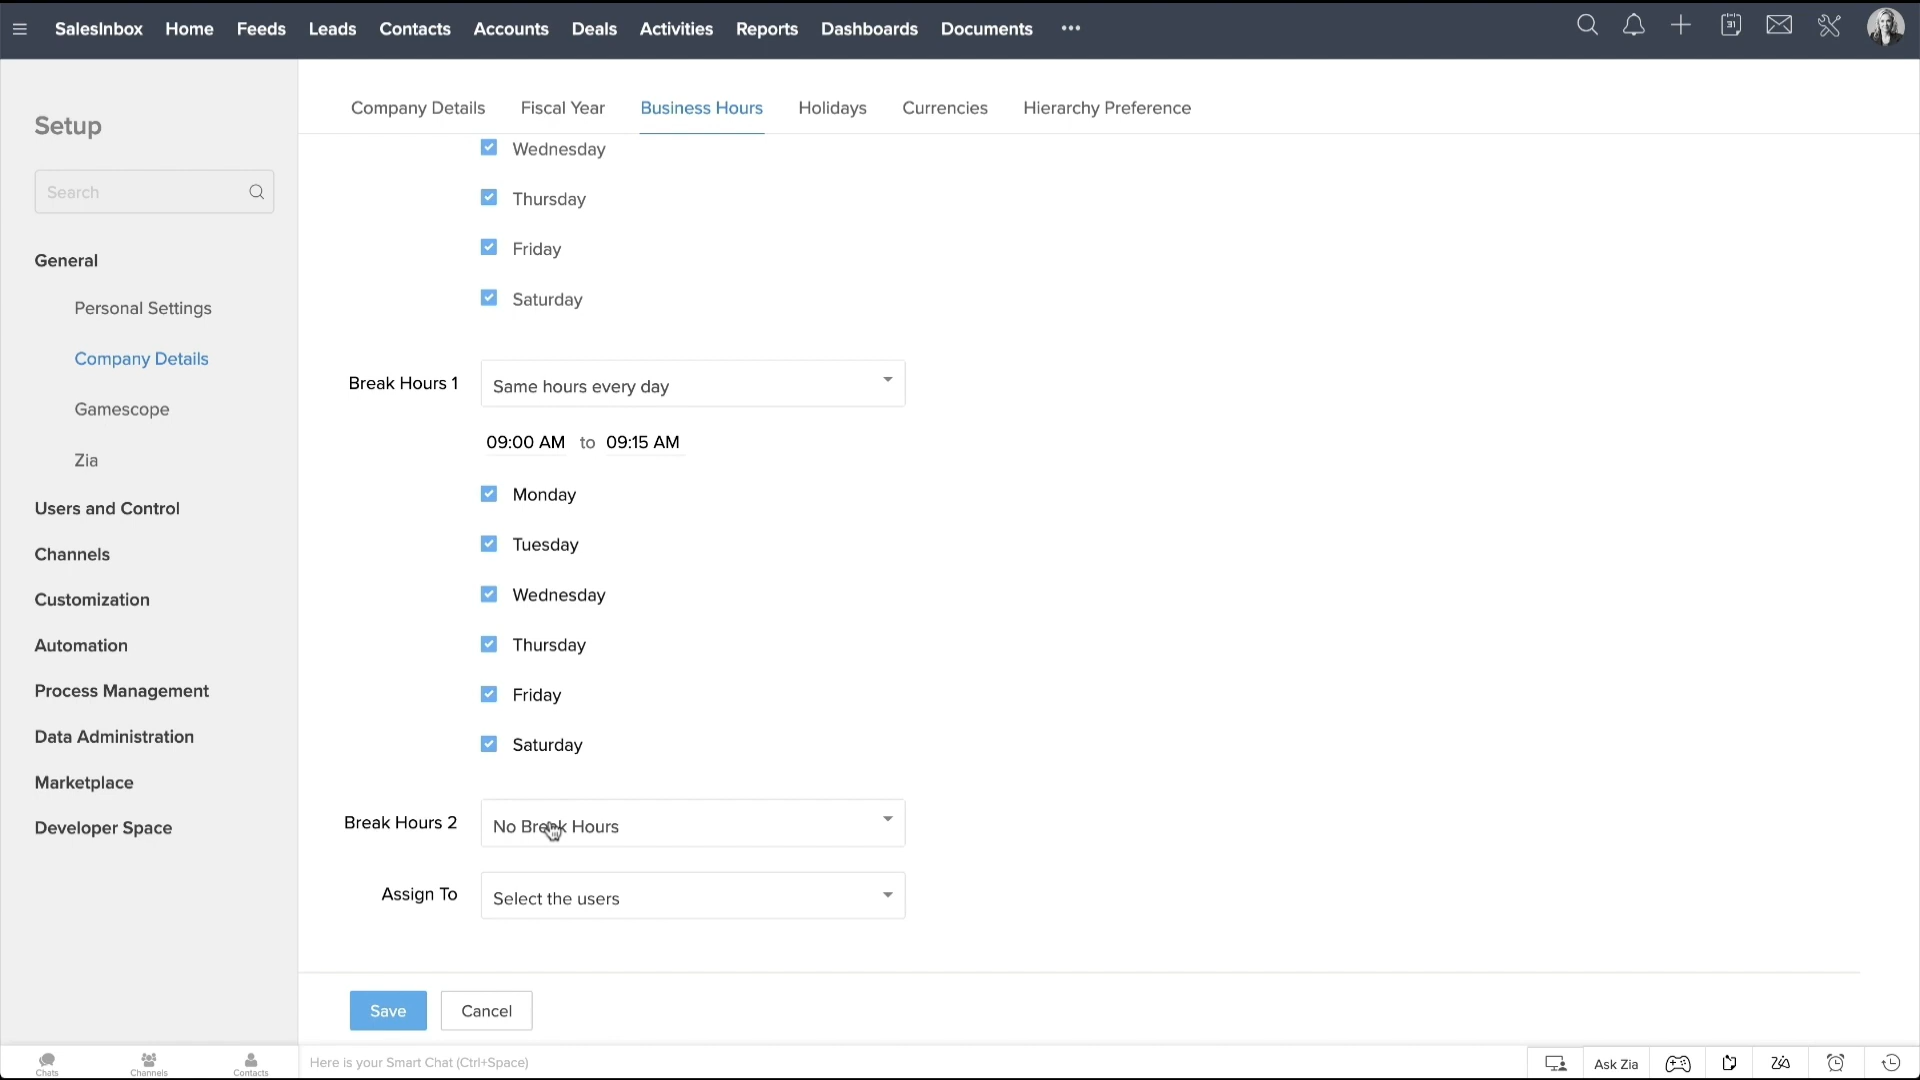 SalesInbox Home Feeds Leads Contacts Accounts Deals Activities Reports Dashboards Documents
31
Setup
Search
General
Personal Settings
Company Details
Gamescope
Zia
Users and Control
Channels
Customization
Automation
Process Management
Data Administration
Marketplace
Developer Space
Company Details Fiscal Year Business Hours Holidays Currencies Hierarchy Preference
Wednesday
Thursday
Friday
Saturday
Break Hours 1 Same hours every day
09:00 AM to 09:15 AM
Monday
Tuesday
Wednesday
Thursday
Friday
Saturday
Break Hours 2 No Break Hours
Assign To Select the users
Save Cancel
Chats Channels Contacts
Here is your Smart Chat (Ctrl+Space)
Ask Zia